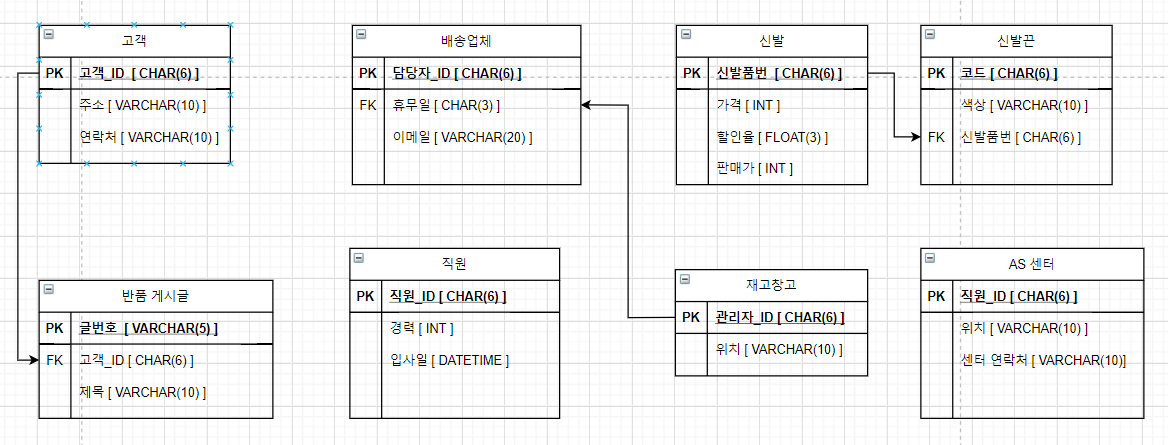 고객
PK 고객_ID [ CHAR(6) ]
주소 [ VARCHAR(10) ]
연락처 [ VARCHAR(10) ]
배송업체
PK 담당자_ID [ CHAR(6) ]
FK 휴무일 [ CHAR(3) ]
이메일 [ VARCHAR(20) ]
신발
PK 신발품번 [ CHAR(6) ]
가격 [ INT ]
할인율 [ FLOAT(3) ]
판매가 [ INT ]
신발끈
PK 코드 [ CHAR(6) ]
색상 [ VARCHAR(10) ]
FK 신발품번 [ CHAR(6) ]
반품 게시글
PK 글번호 [ VARCHAR(5) ]
FK 고객_ID [ CHAR(6) ]
제목 [ VARCHAR(10) ]
직원
PK 직원_ID [ CHAR(6) ]
경력 [ INT ]
입사일 [ DATETIME ]
재고창고
PK 관리자_ID [ CHAR(6) ]
위치 [ VARCHAR(10) ]
AS 센터
PK 직원_ID [ CHAR(6) ]
위치 [ VARCHAR(10) ]
센터 연락처 [ VARCHAR(10)]